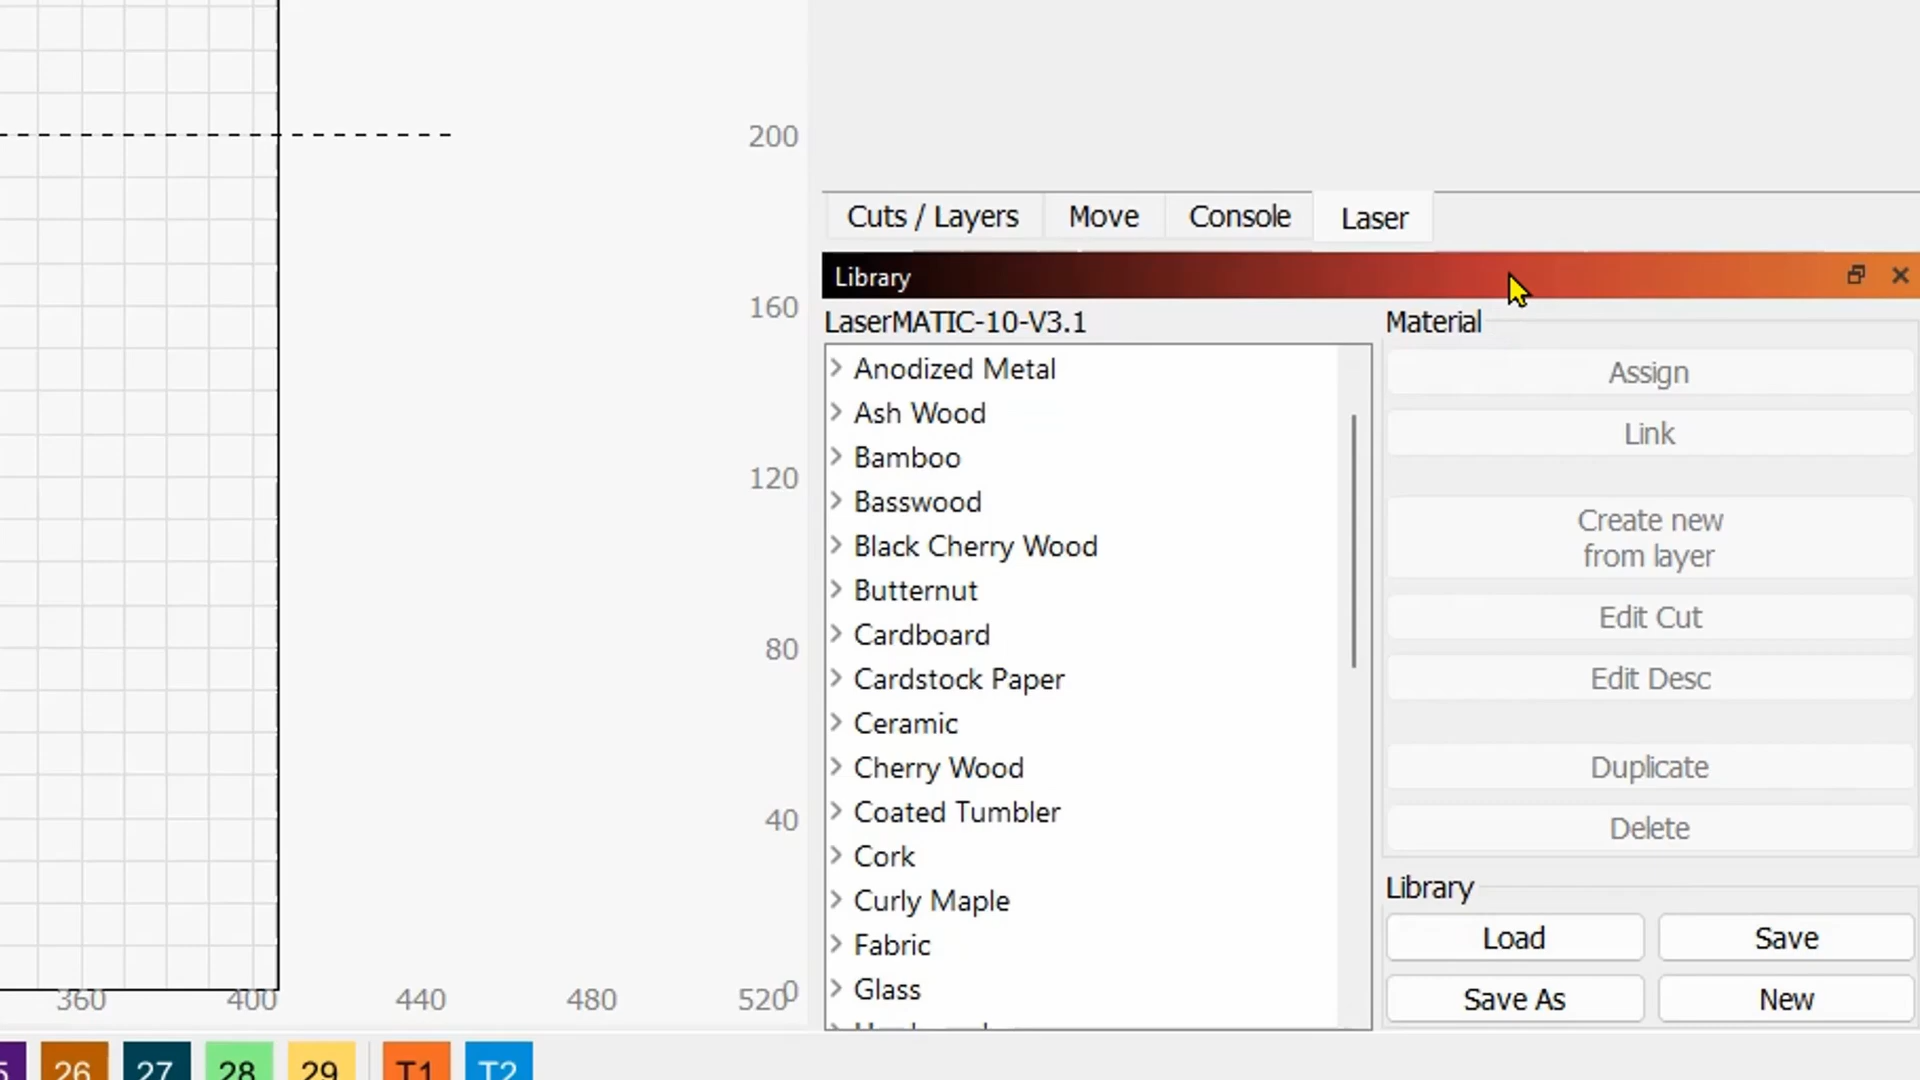 200
Cuts / Layers
Move
Console
Laser
Library
160
LaserMATIC-10-V3.1
Material
Anodized Metal
Assign
Ash Wood
Link
120
Bamboo
Basswood
Create new
from layer
Black Cherry Wood
Butternut
Edit Cut
80
Cardboard
Cardstock Paper
Edit Desc
Ceramic
Cherry Wood
Duplicate
40
Coated Tumbler
Delete
Cork
Library
Curly Maple
Fabric
Load
Save
Glass
0
Save As
New
360
400
440
480
520
26
27
28
29
T1
T2